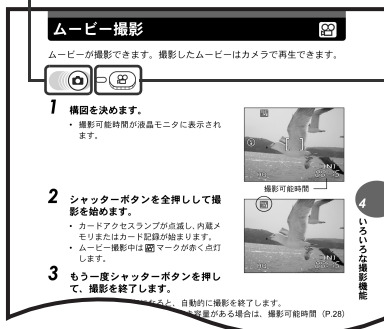 ムービー撮影
ムービーが撮影できます。撮影したムービーはカメラで再生できます。
1 構図を決めます。
• 撮影可能時間が液晶モニタに表示され
ます。
撮影可能時間
2 シャッターボタンを全押しして撮
影を始めます。
• カードアクセスランプが点滅し、内蔵メ
モリまたはカード記録が始まります。
• ムービー撮影中は マークが赤く点灯
します。
3 もう一度シャッターボタンを押し
て、撮影を終了します。
なると、自動的に撮影を終了します。
容量がある場合は、撮影可能時間（P.28）
4
いろいろな撮影機能